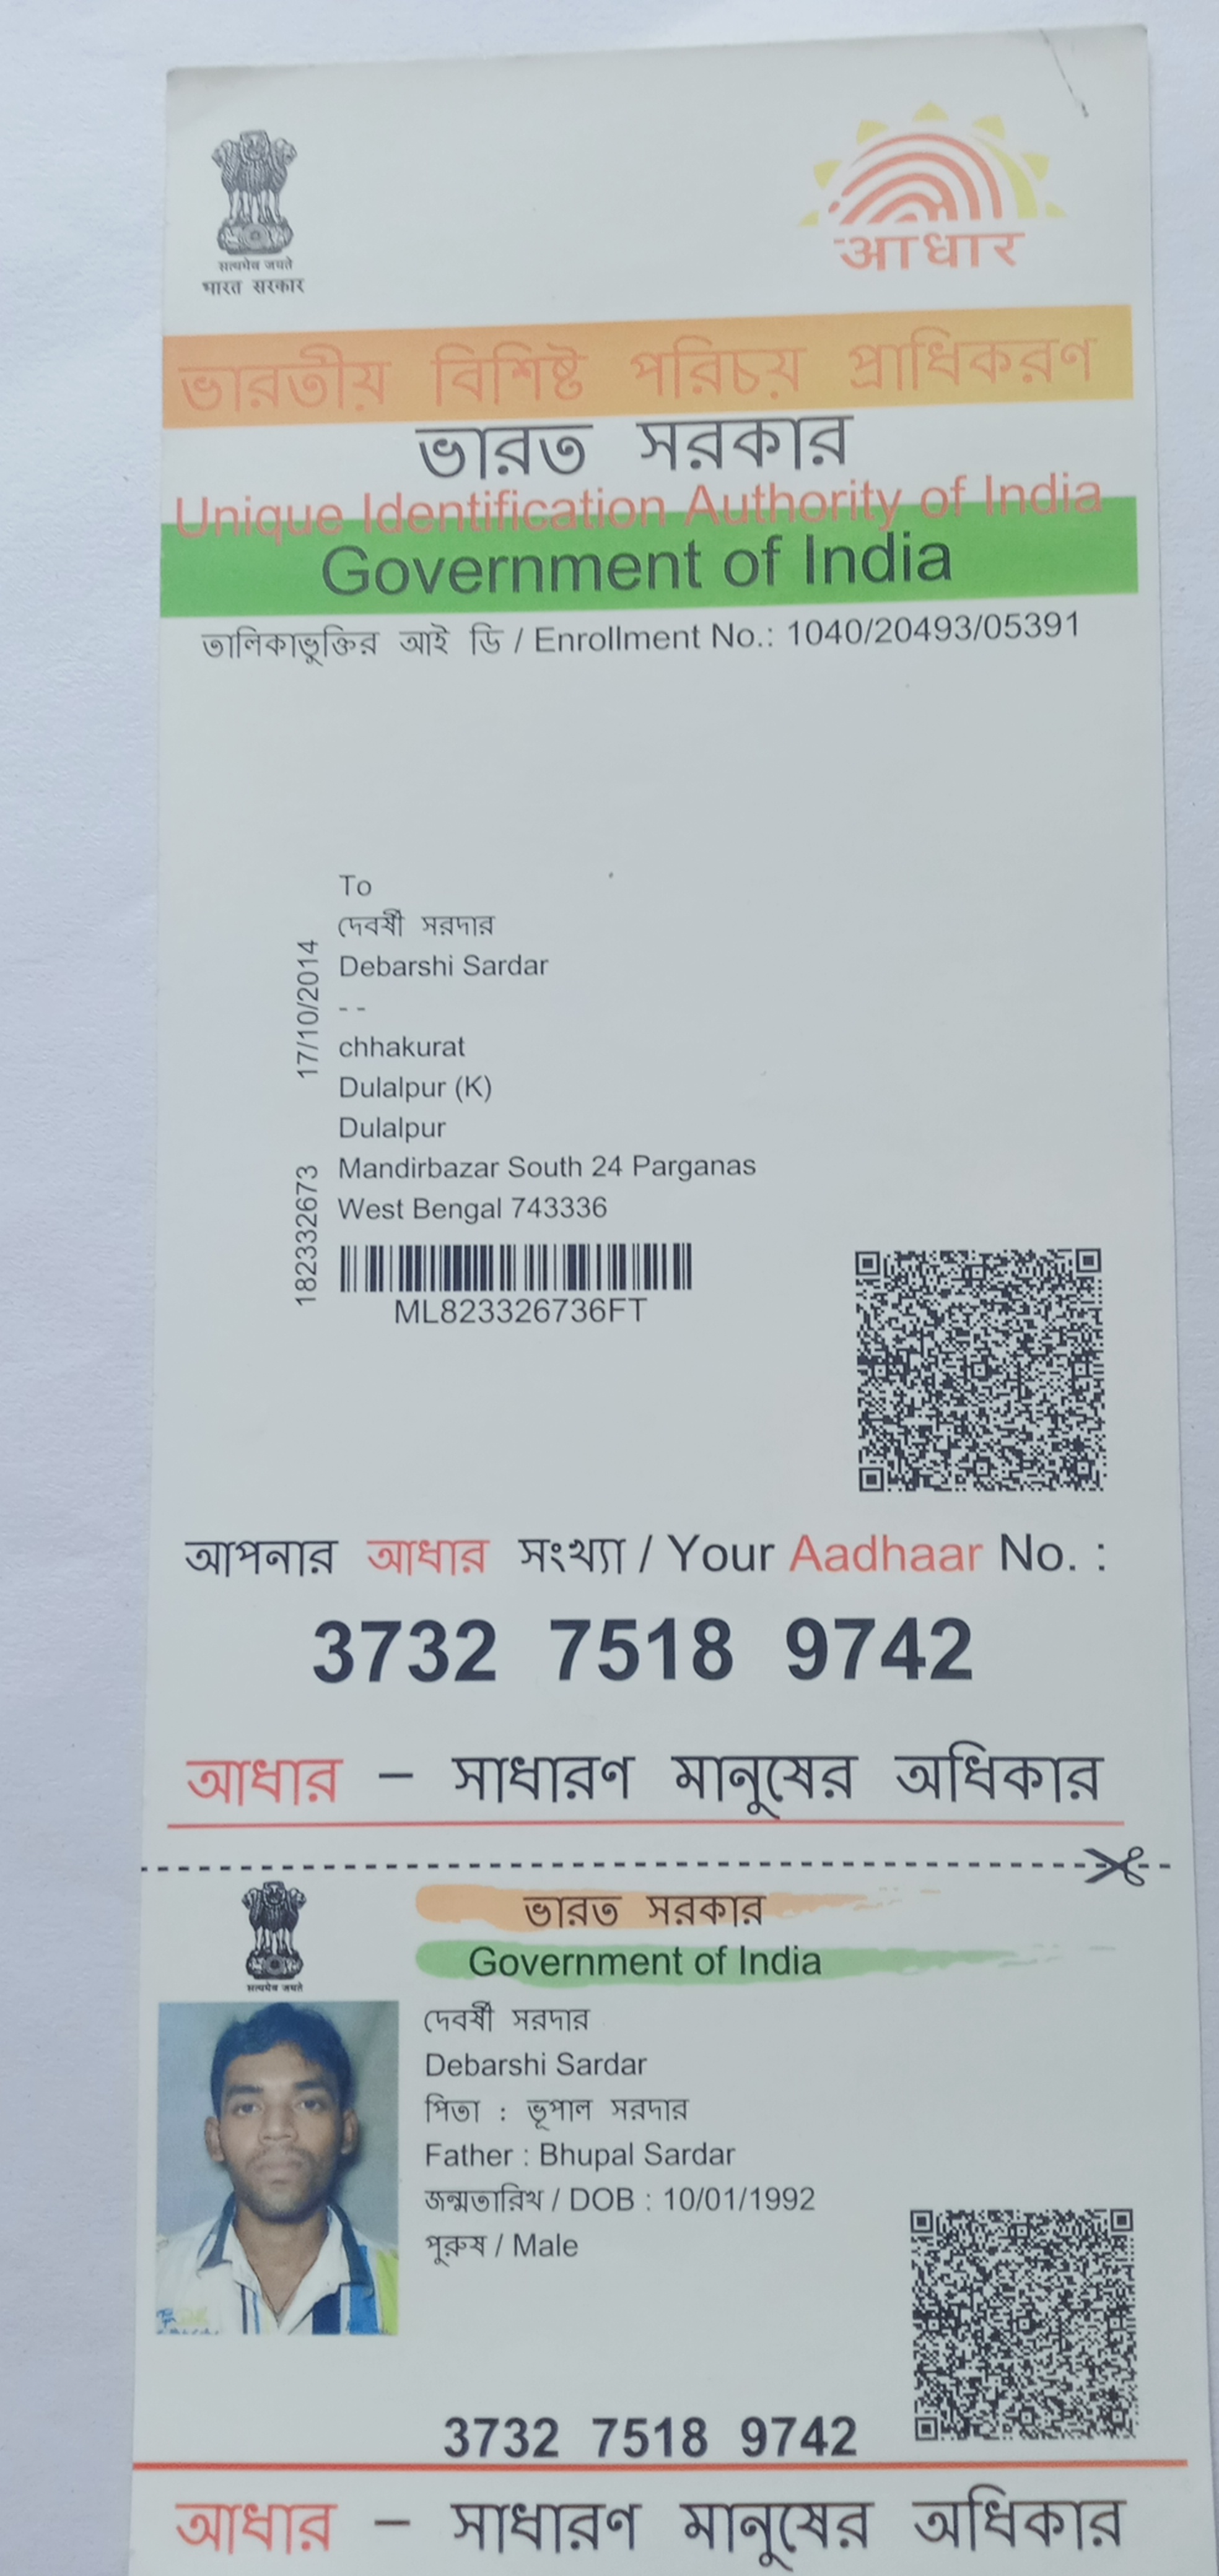 सत्यमेव जयते
भारत सरकार
आधार
ভারতীয় বিশিষ্ট পরিচয় প্রাধিকরণ
ভারত সরকার
Unique Identification Authority of India
Government of India
তালিকাভুক্তির আই ডি / Enrollment No.: 1040/20493/05391
To
দেবর্ষী সরদার
Debarshi Sardar
- -
chhakurat
Dulalpur (K)
Dulalpur
Mandirbazar South 24 Parganas
West Bengal 743336
182332673 17/10/2014
ML823326736FT
আপনার আধার সংখ্যা / Your Aadhaar No. :
3732 7518 9742
আধার – সাধারণ মানুষের অধিকার
सत्यमेव जयते
ভারত সরকার
Government of India
দেবর্ষী সরদার
Debarshi Sardar
পিতা : ভূপাল সরদার
Father : Bhupal Sardar
জন্মতারিখ / DOB : 10/01/1992
পুরুষ / Male
3732 7518 9742
আধার – সাধারণ মানুষের অধিকার